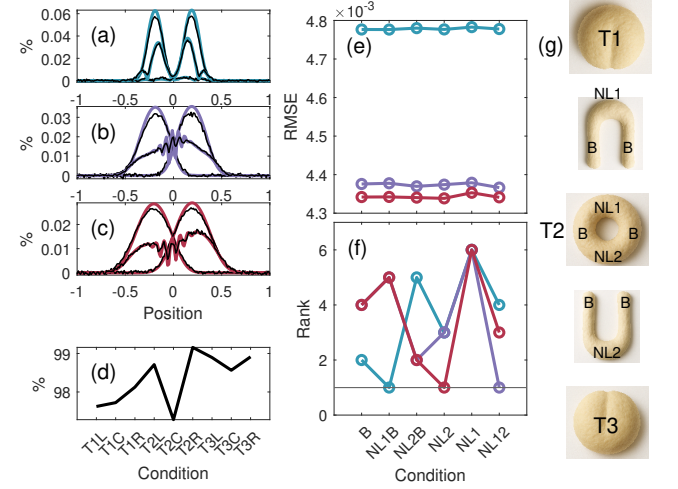 (a)
%
0.06
0.04
0.02
0
-1 -0.5 0 0.5 1
(b)
%
0.03
0.02
0.01
0
-1 -0.5 0 0.5 1
(c)
%
0.02
0.01
0
-1 -0.5 0 0.5 1
Position
(d)
%
99
98
T1L T1C T1R T2L T2C T2R T3L T3C T3R
Condition
×10⁻³
(e)
RMSE
4.8
4.7
4.6
4.5
4.4
4.3
(f)
Rank
6
4
2
0
B NL1B NL2B NL2 NL1 NL12
Condition
(g)
T1
NL1
B B
T2
NL1
B B
NL2
B B
NL2
T3